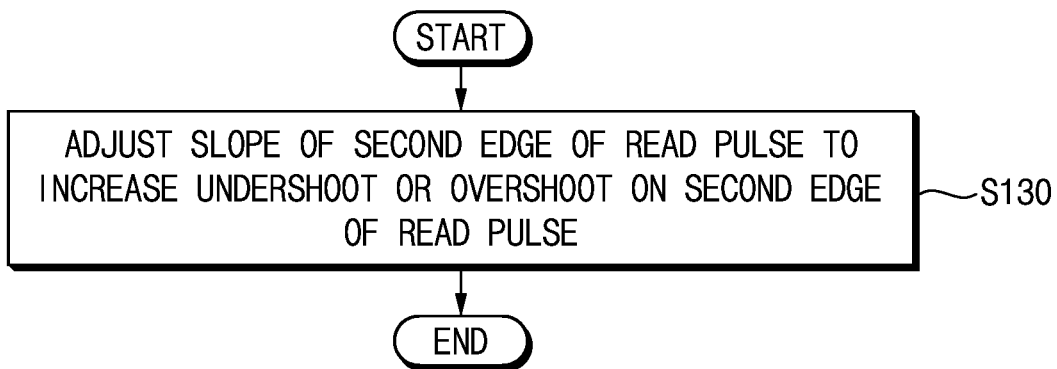 START
ADJUST SLOPE OF SECOND EDGE OF READ PULSE TO
INCREASE UNDERSHOOT OR OVERSHOOT ON SECOND EDGE
OF READ PULSE
S130
END